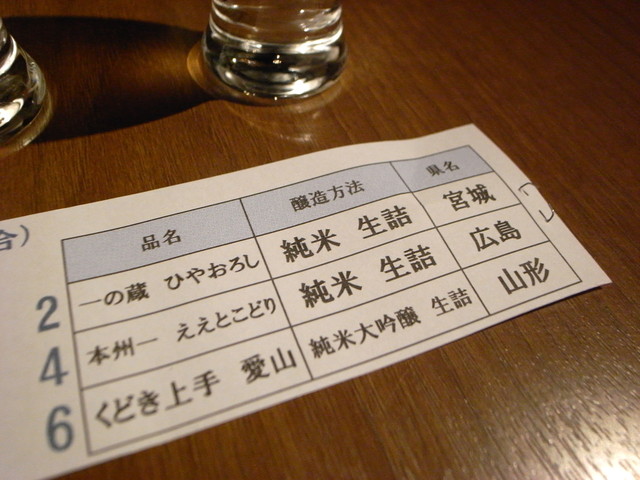 合)
品名 醸造方法 県名
2 一の蔵 ひやおろし 純米 生詰 宮城
4 本州一 ええとこどり 純米 生詰 広島
6 くどき上手 愛山 純米大吟醸 生詰 山形